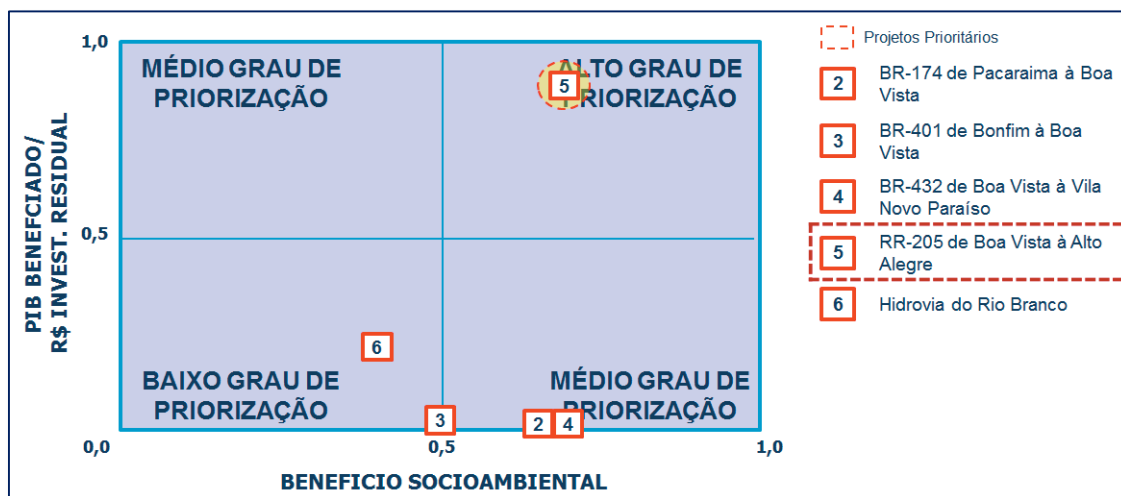 1,0
MÉDIO GRAU DE
PRIORIZAÇÃO
ALTO GRAU DE
PRIORIZAÇÃO
5
PIB BENEFCIADO/
R$ INVEST. RESIDUAL
0,5
6
BAIXO GRAU DE
PRIORIZAÇÃO
MÉDIO GRAU DE
PRIORIZAÇÃO
3
2
4
0,0
0,5
1,0
BENEFICIO SOCIOAMBIENTAL
Projetos Prioritários
2 BR-174 de Pacaraima à Boa
Vista
3 BR-401 de Bonfim à Boa
Vista
4 BR-432 de Boa Vista à Vila
Novo Paraíso
5 RR-205 de Boa Vista à Alto
Alegre
6 Hidrovia do Rio Branco